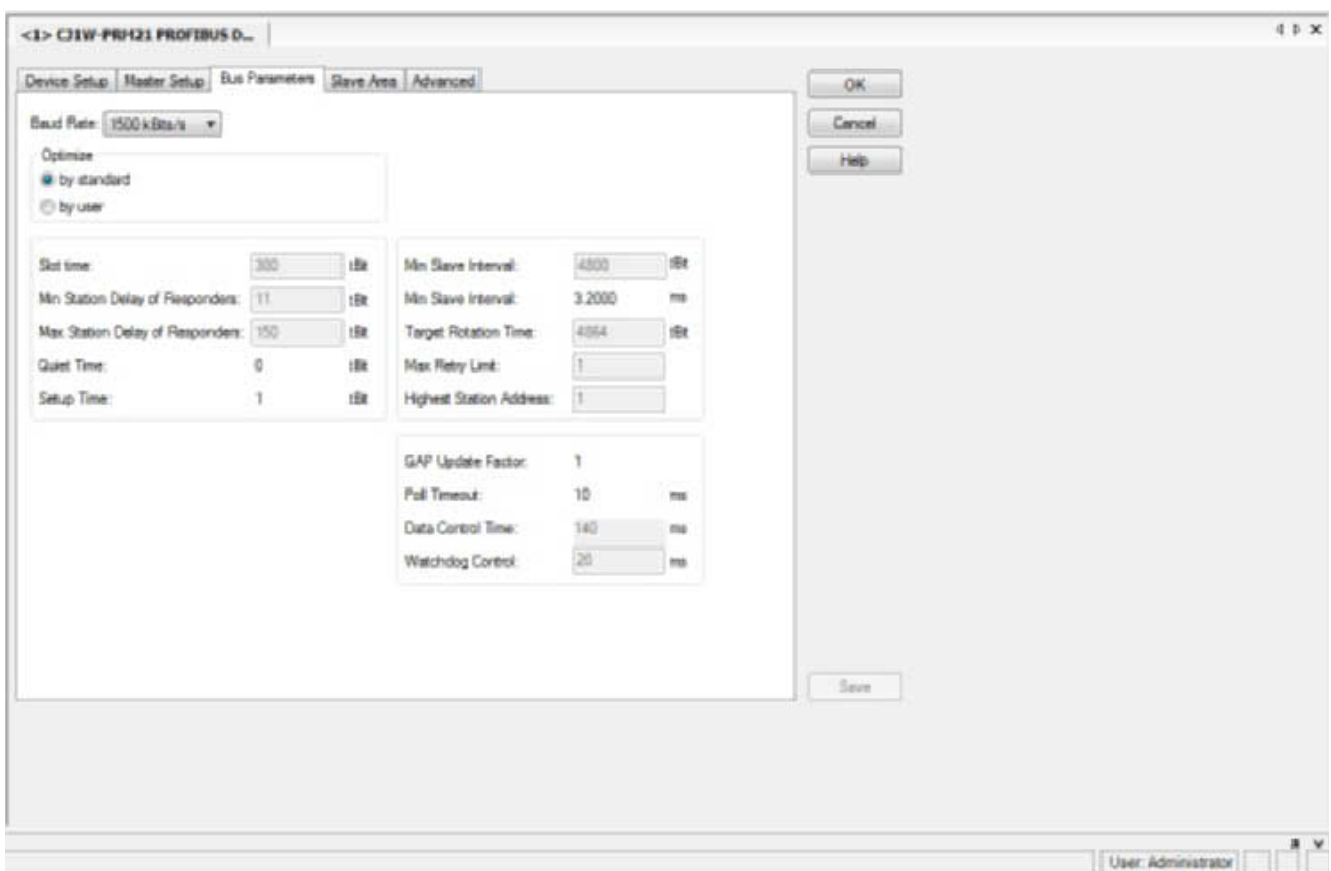 <1> CJ1W-PRM21 PROFIBUS D...
Device Setup Master Setup Bus Parameters Slave Area Advanced
OK
Baud Rate: 1500 kBits/s
Cancel
Optimize
Help
by standard
by user
Slot time: 300 tBit
Min Station Delay of Responders: 11 tBit
Max Station Delay of Responders: 150 tBit
Quiet Time: 0 tBit
Setup Time: 1 tBit
Min Slave Interval: 4800 tBit
Min Slave Interval: 3.2000 ms
Target Rotation Time: 4864 tBit
Max Retry Limit: 1
Highest Station Address: 1
GAP Update Factor: 1
Poll Timeout: 10 ms
Data Control Time: 140 ms
Watchdog Control: 20 ms
Save
User: Administrator